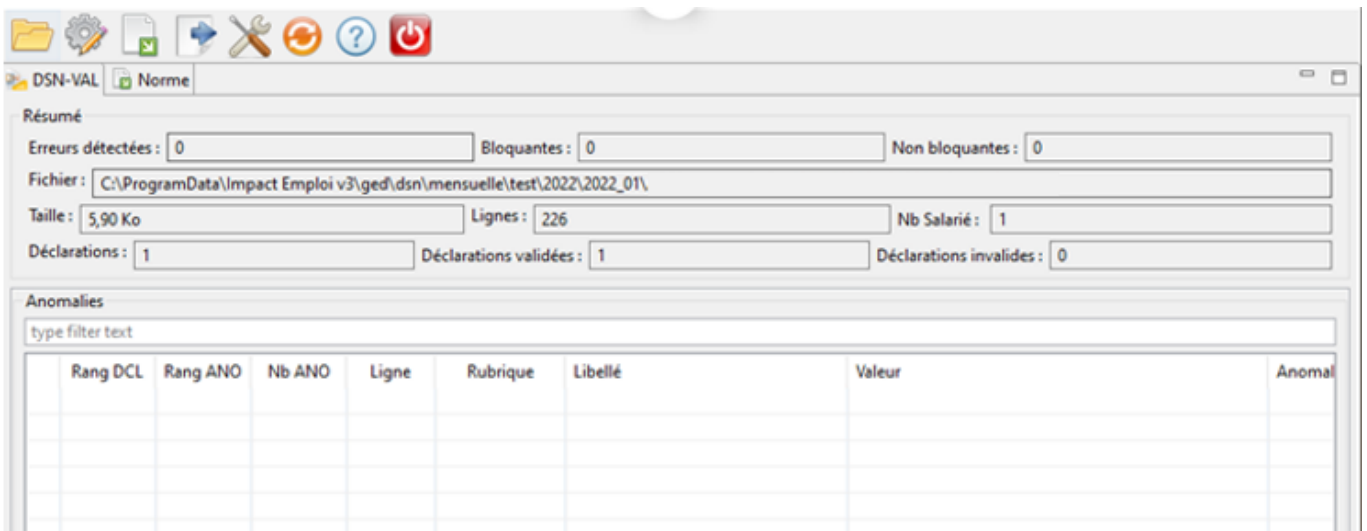 DSN-VAL Norme
Résumé
Erreurs détectées : 0 Bloquantes : 0 Non bloquantes : 0
Fichier : C:\ProgramData\Impact Emploi v3\ged\dsn\mensuelle\test\2022\2022_01\
Taille : 5,90 Ko Lignes : 226 Nb Salarié : 1
Déclarations : 1 Déclarations validées : 1 Déclarations invalides : 0
Anomalies
type filter text
Rang DCL Rang ANO Nb ANO Ligne Rubrique Libellé Valeur Anomal